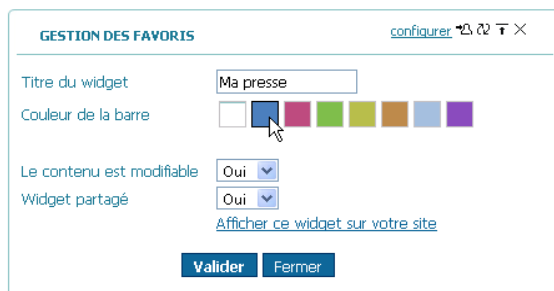 GESTION DES FAVORIS configurer
Titre du widget Ma presse
Couleur de la barre
Le contenu est modifiable Oui
Widget partagé Oui
Afficher ce widget sur votre site
Valider Fermer